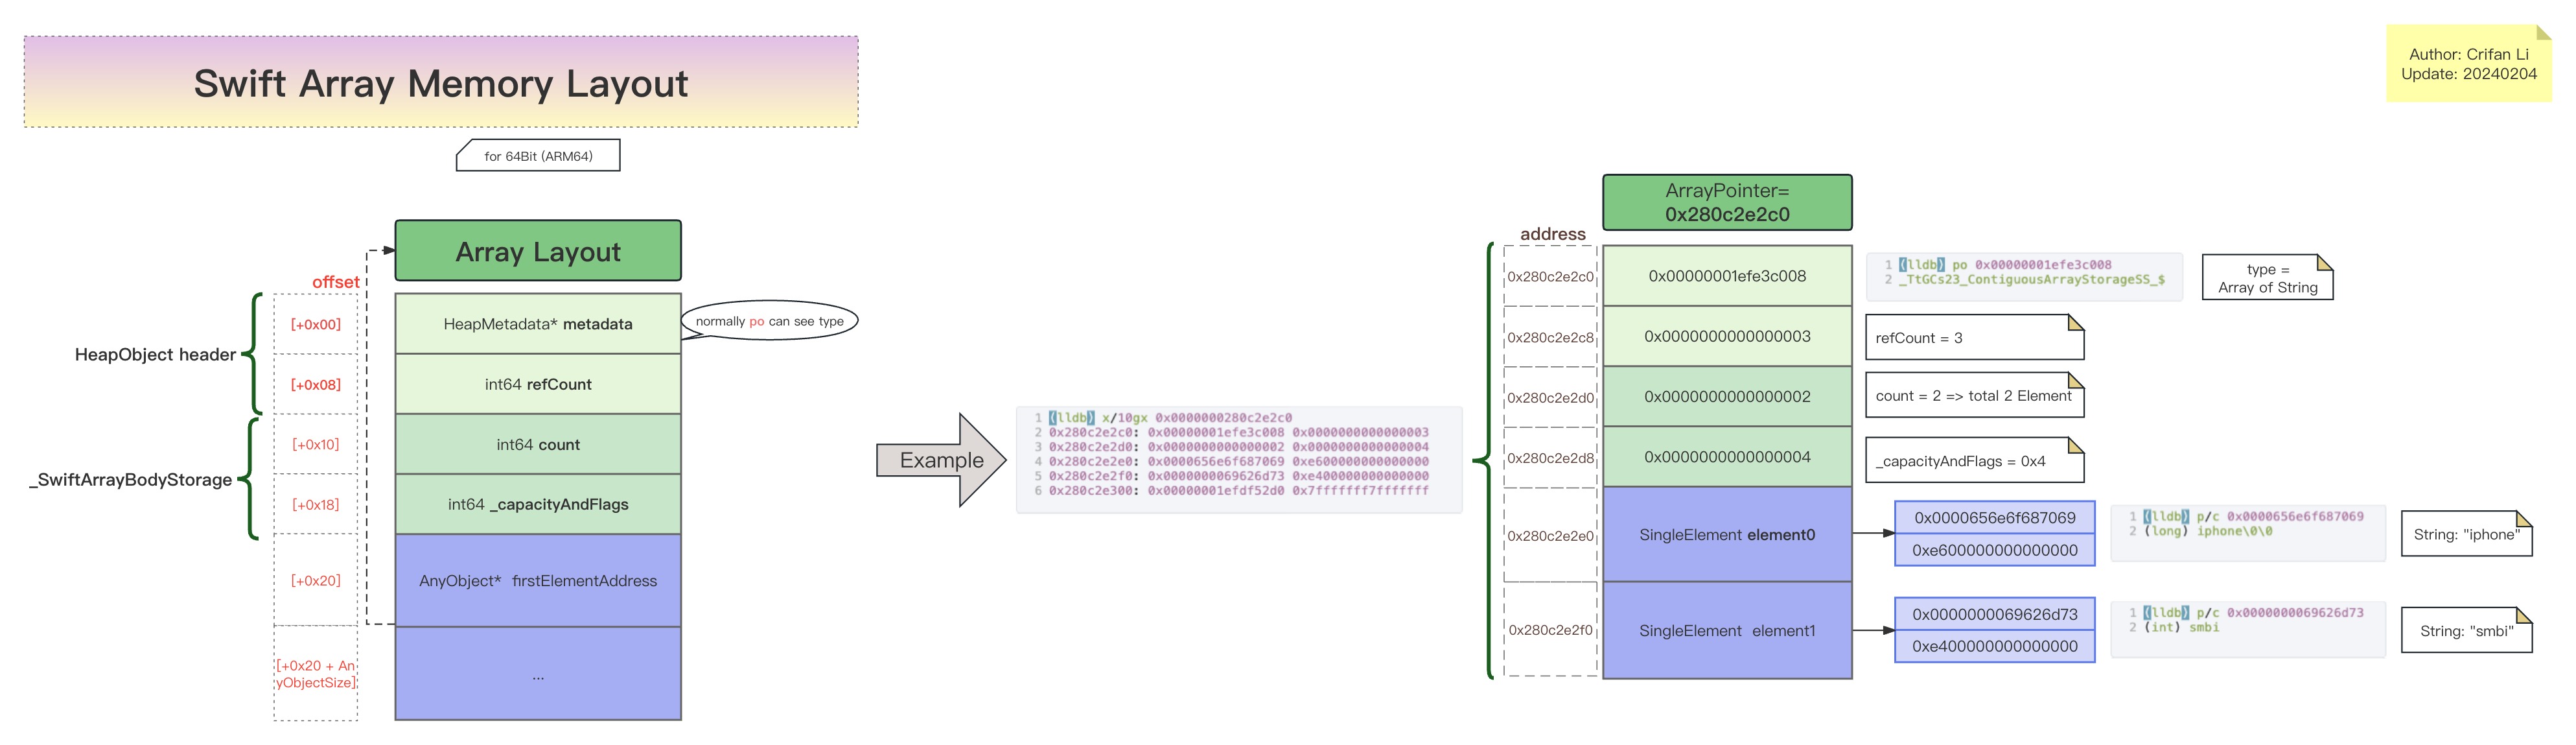 Swift Array Memory Layout
for 64Bit (ARM64)
Author: Crifan Li
Update: 20240204
Array Layout
offset
HeapObject header
[+0x00]
HeapMetadata* metadata
normally po can see type
[+0x08]
int64 refCount
_SwiftArrayBodyStorage
[+0x10]
int64 count
[+0x18]
int64 _capacityAndFlags
[+0x20]
AnyObject* firstElementAddress
[+0x20 + An
yObjectSize]
...
Example
1 (lldb) x/10gx 0x0000000280c2e2c0
2 0x280c2e2c0: 0x00000001efe3c008 0x0000000000000003
3 0x280c2e2d0: 0x0000000000000002 0x0000000000000004
4 0x280c2e2e0: 0x0000656e6f687069 0xe600000000000000
5 0x280c2e2f0: 0x0000000069626d73 0xe400000000000000
6 0x280c2e300: 0x00000001efdf52d0 0x7fffffff7fffffff
ArrayPointer=
0x280c2e2c0
address
0x280c2e2c0
0x00000001efe3c008
1 (lldb) po 0x00000001efe3c008
2 _TtGCs23_ContiguousArrayStorageSS_$
type =
Array of String
0x280c2e2c8
0x0000000000000003
refCount = 3
0x280c2e2d0
0x0000000000000002
count = 2 => total 2 Element
0x280c2e2d8
0x0000000000000004
_capacityAndFlags = 0x4
0x280c2e2e0
SingleElement element0
0x0000656e6f687069
0xe600000000000000
1 (lldb) p/c 0x0000656e6f687069
2 (long) iphone\0\0
String: "iphone"
0x280c2e2f0
SingleElement element1
0x0000000069626d73
0xe400000000000000
1 (lldb) p/c 0x0000000069626d73
2 (int) smbi
String: "smbi"